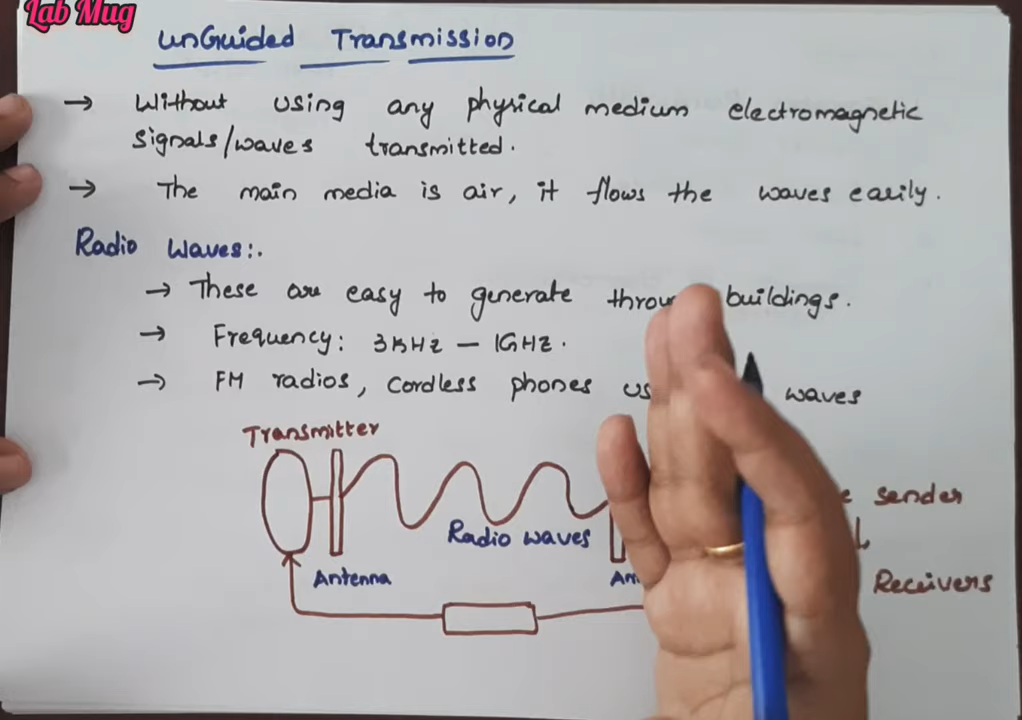 Lab Mug
unGuided Transmission
→ Without using any physical medium electromagnetic
signals/waves transmitted.
→ The main media is air, it flows the waves easily.
Radio Waves:.
→ These are easy to generate buildings.
→ Frequency: 3KHz – 1GHz.
→ FM radios, Cordless phones waves
Transmitter
sender
Radio waves
Antenna
Receivers